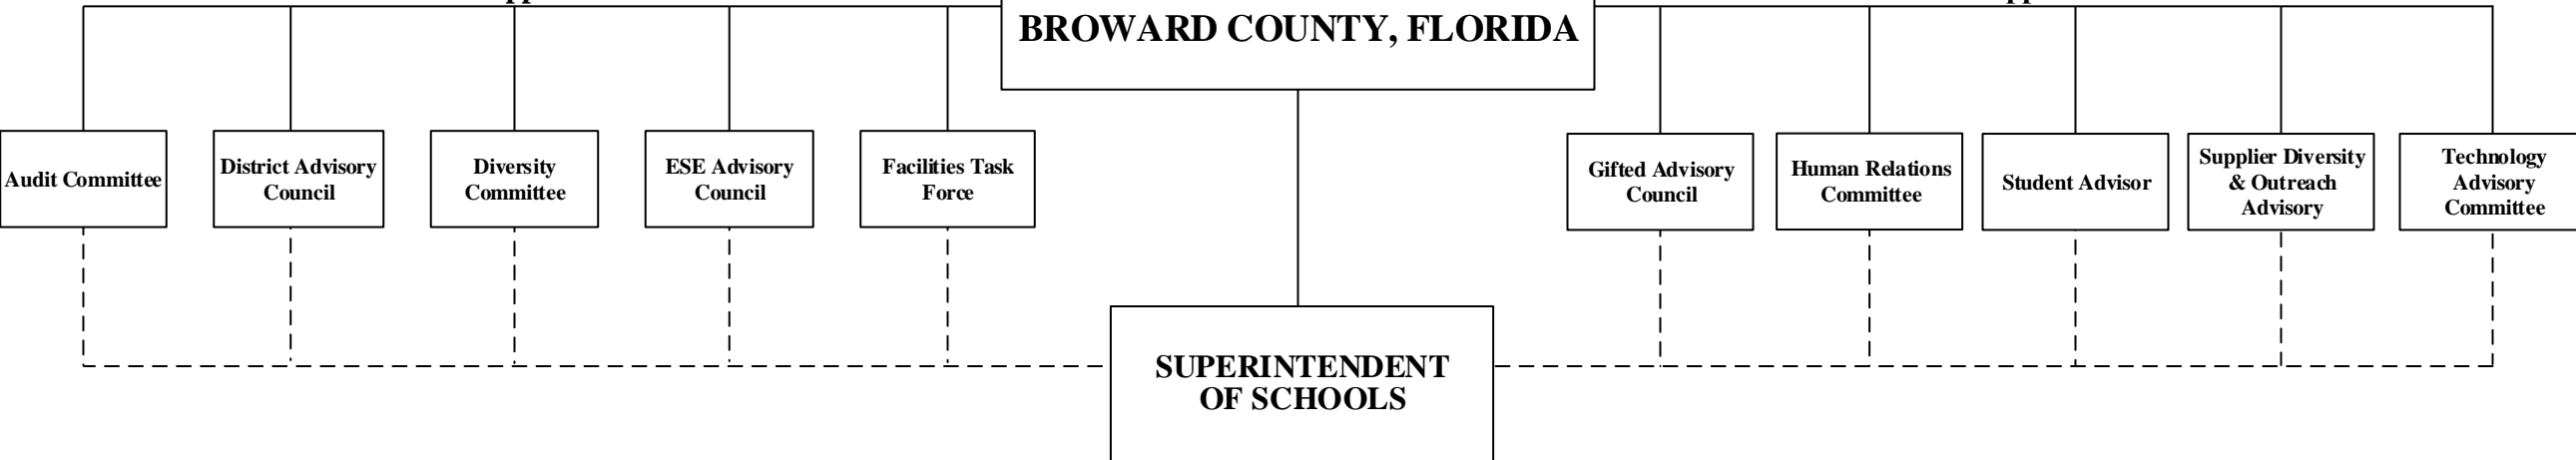 BROWARD COUNTY, FLORIDA
Audit Committee
District Advisory
Council
Diversity
Committee
ESE Advisory
Council
Facilities Task
Force
Gifted Advisory
Council
Human Relations
Committee
Student Advisor
Supplier Diversity
& Outreach
Advisory
Technology
Advisory
Committee
SUPERINTENDENT
OF SCHOOLS